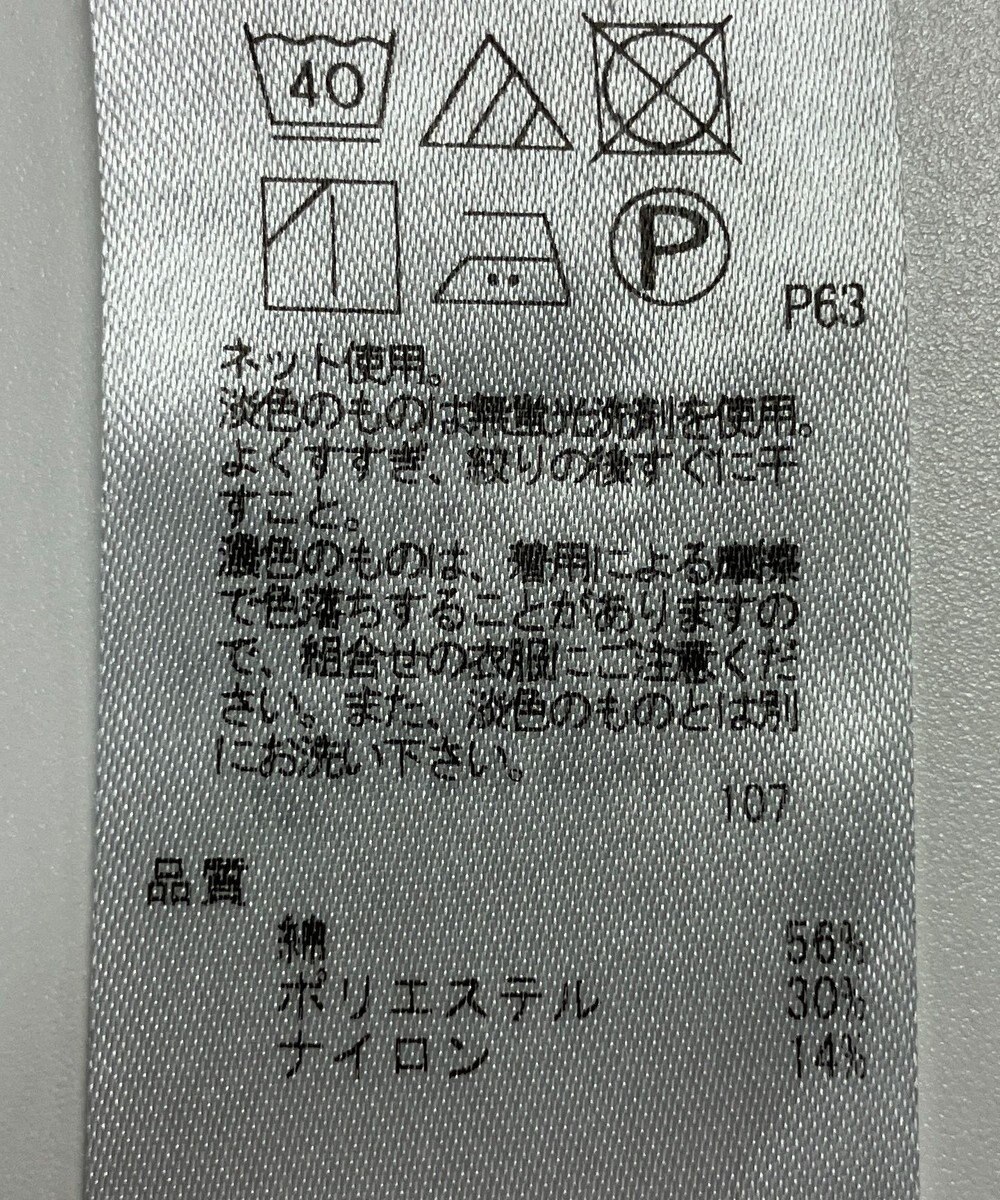 40
P
P63
ネット使用。
淡色のものは無蛍光洗剤を使用。
よくすすぎ、絞りの後すぐに干
すこと。
濃色のものは、着用による摩擦
で色落ちすることがありますの
で、組合せの衣服にご注意くだ
さい。また、淡色のものとは別
にお洗い下さい。
107
品質
綿 56%
ポリエステル 30%
ナイロン 14%